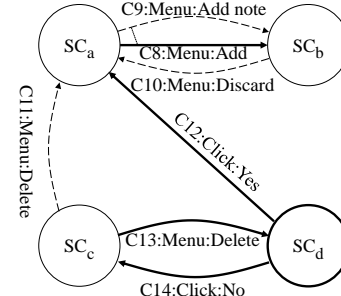 C9:Menu:Add note
SCa
C8:Menu:Add
SCb
C10:Menu:Discard
C11:Menu:Delete
C12:Click:Yes
SCc
C13:Menu:Delete
SCd
C14:Click:No